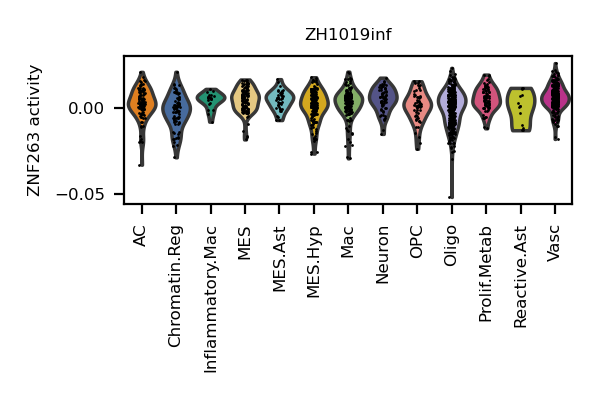 ZH1019inf
ZNF263 activity
0.00
−0.05
AC
Chromatin.Reg
Inflammatory.Mac
MES
MES.Ast
MES.Hyp
Mac
Neuron
OPC
Oligo
Prolif.Metab
Reactive.Ast
Vasc